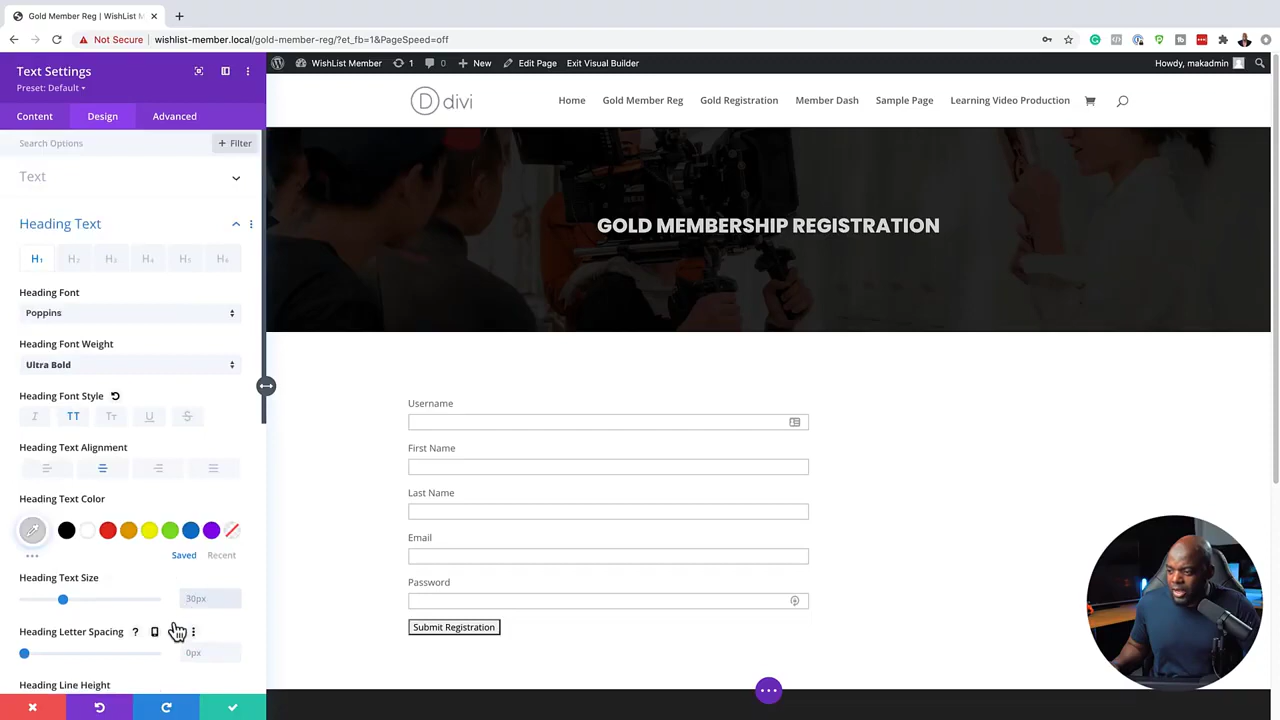 Gold Member Reg | WishList M
Not Secure
wishlist-member.local/gold-member-reg/?et_fb=1&PageSpeed=off
Text Settings
Preset: Default
Content
Design
Advanced
Search Options
+ Filter
Text
Heading Text
H1
H2
H3
H4
H5
H6
Heading Font
Poppins
Heading Font Weight
Ultra Bold
Heading Font Style
I
TT
Tт
U
S
Heading Text Alignment
Heading Text Color
Saved
Recent
Heading Text Size
30px
Heading Letter Spacing
?
0px
Heading Line Height
WishList Member
1
0
New
Edit Page
Exit Visual Builder
Howdy, makadmin
D divi
Home
Gold Member Reg
Gold Registration
Member Dash
Sample Page
Learning Video Production
GOLD MEMBERSHIP REGISTRATION
Username
First Name
Last Name
Email
Password
Submit Registration